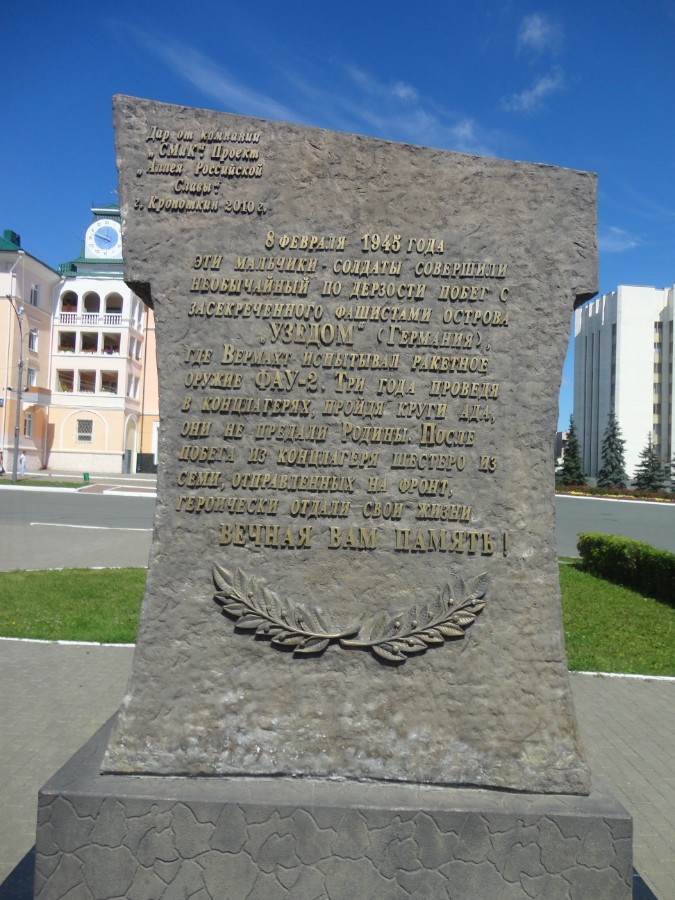 Дар от компании
„СМиК“. Проект
„Аллея Российской
Славы“
г. Кропоткин 2010 г.
8 ФЕВРАЛЯ 1945 ГОДА
ЭТИ МАЛЬЧИКИ - СОЛДАТЫ СОВЕРШИЛИ
НЕОБЫЧАЙНЫЙ ПО ДЕРЗОСТИ ПОБЕГ С
ЗАСЕКРЕЧЕННОГО ФАШИСТАМИ ОСТРОВА
„УЗЕДОМ“ (ГЕРМАНИЯ),
ГДЕ ВЕРМАХТ ИСПЫТЫВАЛ РАКЕТНОЕ
ОРУЖИЕ ФАУ-2. ТРИ ГОДА ПРОВЕДЯ
В КОНЦЛАГЕРЯХ, ПРОЙДЯ КРУГИ АДА,
ОНИ НЕ ПРЕДАЛИ РОДИНЫ. ПОСЛЕ
ПОБЕГА ИЗ КОНЦЛАГЕРЯ ШЕСТЕРО ИЗ
СЕМИ, ОТПРАВЛЕННЫХ НА ФРОНТ,
ГЕРОИЧЕСКИ ОТДАЛИ СВОИ ЖИЗНИ.
ВЕЧНАЯ ВАМ ПАМЯТЬ!